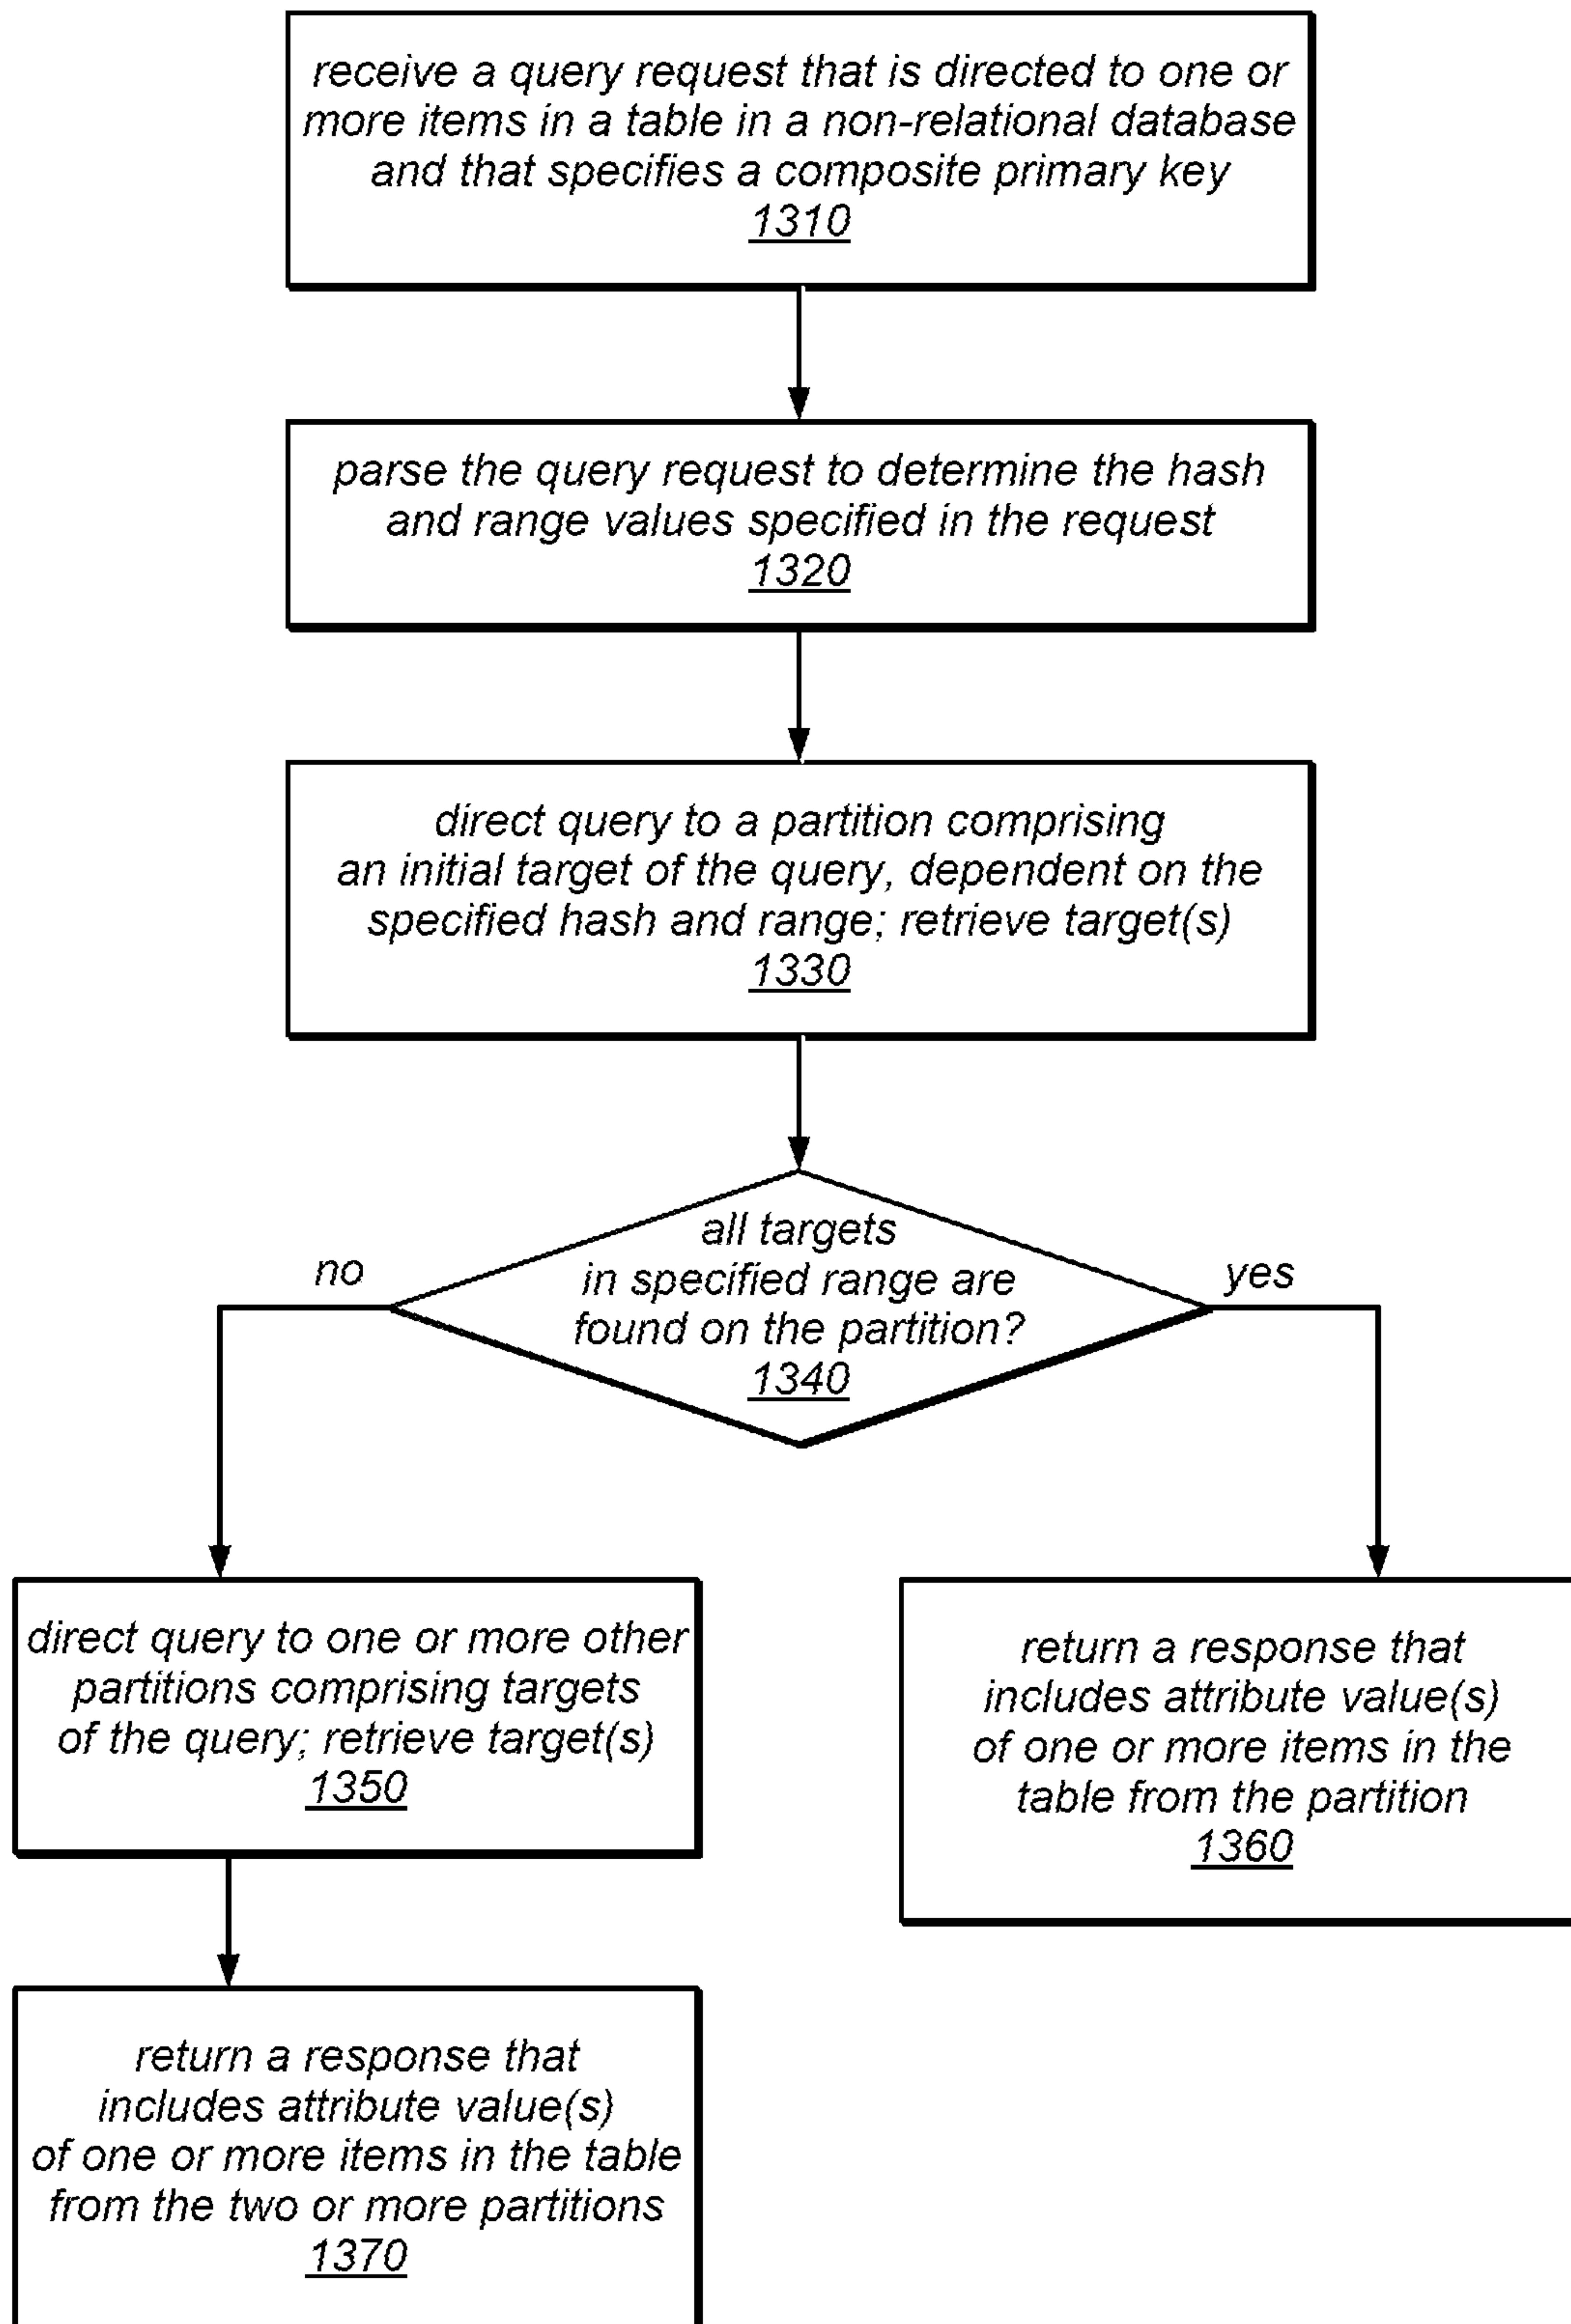 receive a query request that is directed to one or
more items in a table in a non-relational database
and that specifies a composite primary key
1310
parse the query request to determine the hash
and range values specified in the request
1320
direct query to a partition comprising
an initial target of the query, dependent on the
specified hash and range; retrieve target(s)
1330
all targets
in specified range are
found on the partition?
1340
no
yes
direct query to one or more other
partitions comprising targets
of the query; retrieve target(s)
1350
return a response that
includes attribute value(s)
of one or more items in the
table from the partition
1360
return a response that
includes attribute value(s)
of one or more items in the table
from the two or more partitions
1370